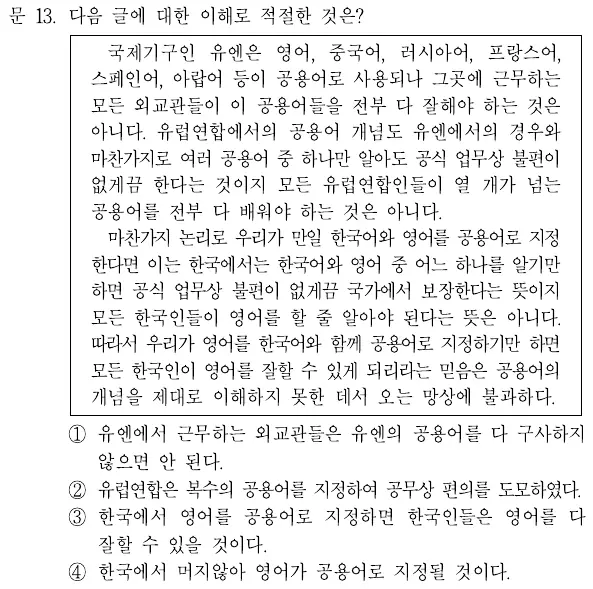 문 13. 다음 글에 대한 이해로 적절한 것은?
국제기구인 유엔은 영어, 중국어, 러시아어, 프랑스어,
스페인어, 아랍어 등이 공용어로 사용되나 그곳에 근무하는
모든 외교관들이 이 공용어들을 전부 다 잘해야 하는 것은
아니다. 유럽연합에서의 공용어 개념도 유엔에서의 경우와
마찬가지로 여러 공용어 중 하나만 알아도 공식 업무상 불편이
없게끔 한다는 것이지 모든 유럽연합인들이 열 개가 넘는
공용어를 전부 다 배워야 하는 것은 아니다.
마찬가지 논리로 우리가 만일 한국어와 영어를 공용어로 지정
한다면 이는 한국에서는 한국어와 영어 중 어느 하나를 알기만
하면 공식 업무상 불편이 없게끔 국가에서 보장한다는 뜻이지
모든 한국인들이 영어를 할 줄 알아야 된다는 뜻은 아니다.
따라서 우리가 영어를 한국어와 함께 공용어로 지정하기만 하면
모든 한국인이 영어를 잘할 수 있게 되리라는 믿음은 공용어의
개념을 제대로 이해하지 못한 데서 오는 망상에 불과하다.
① 유엔에서 근무하는 외교관들은 유엔의 공용어를 다 구사하지
않으면 안 된다.
② 유럽연합은 복수의 공용어를 지정하여 공무상 편의를 도모하였다.
③ 한국에서 영어를 공용어로 지정하면 한국인들은 영어를 다
잘할 수 있을 것이다.
④ 한국에서 머지않아 영어가 공용어로 지정될 것이다.